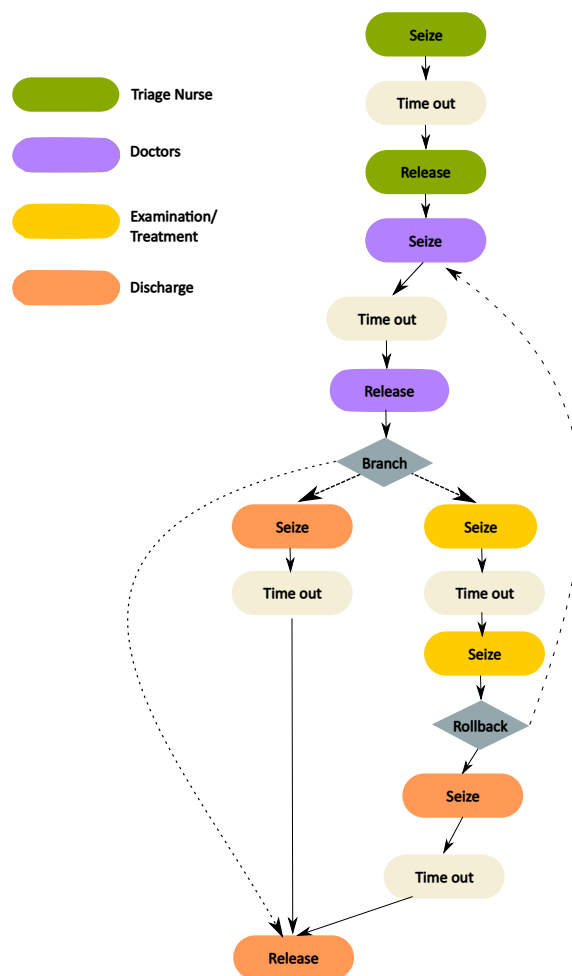 Seize
Triage Nurse
Time out
Doctors
Release
Examination/
Treatment
Seize
Discharge
Time out
Release
Branch
Seize
Seize
Time out
Time out
Seize
Rollback
Seize
Time out
Release